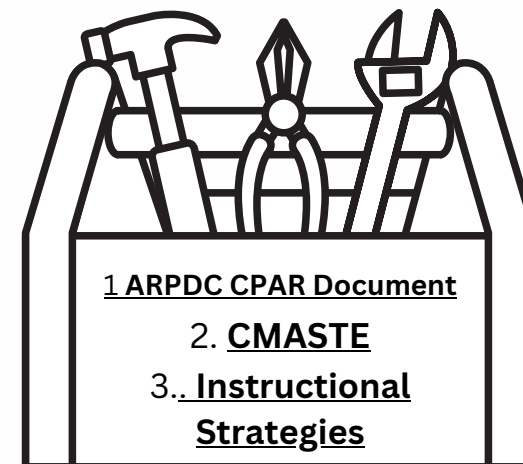 1 ARPDC CPAR Document
2. CMASTE
3.. Instructional
Strategies